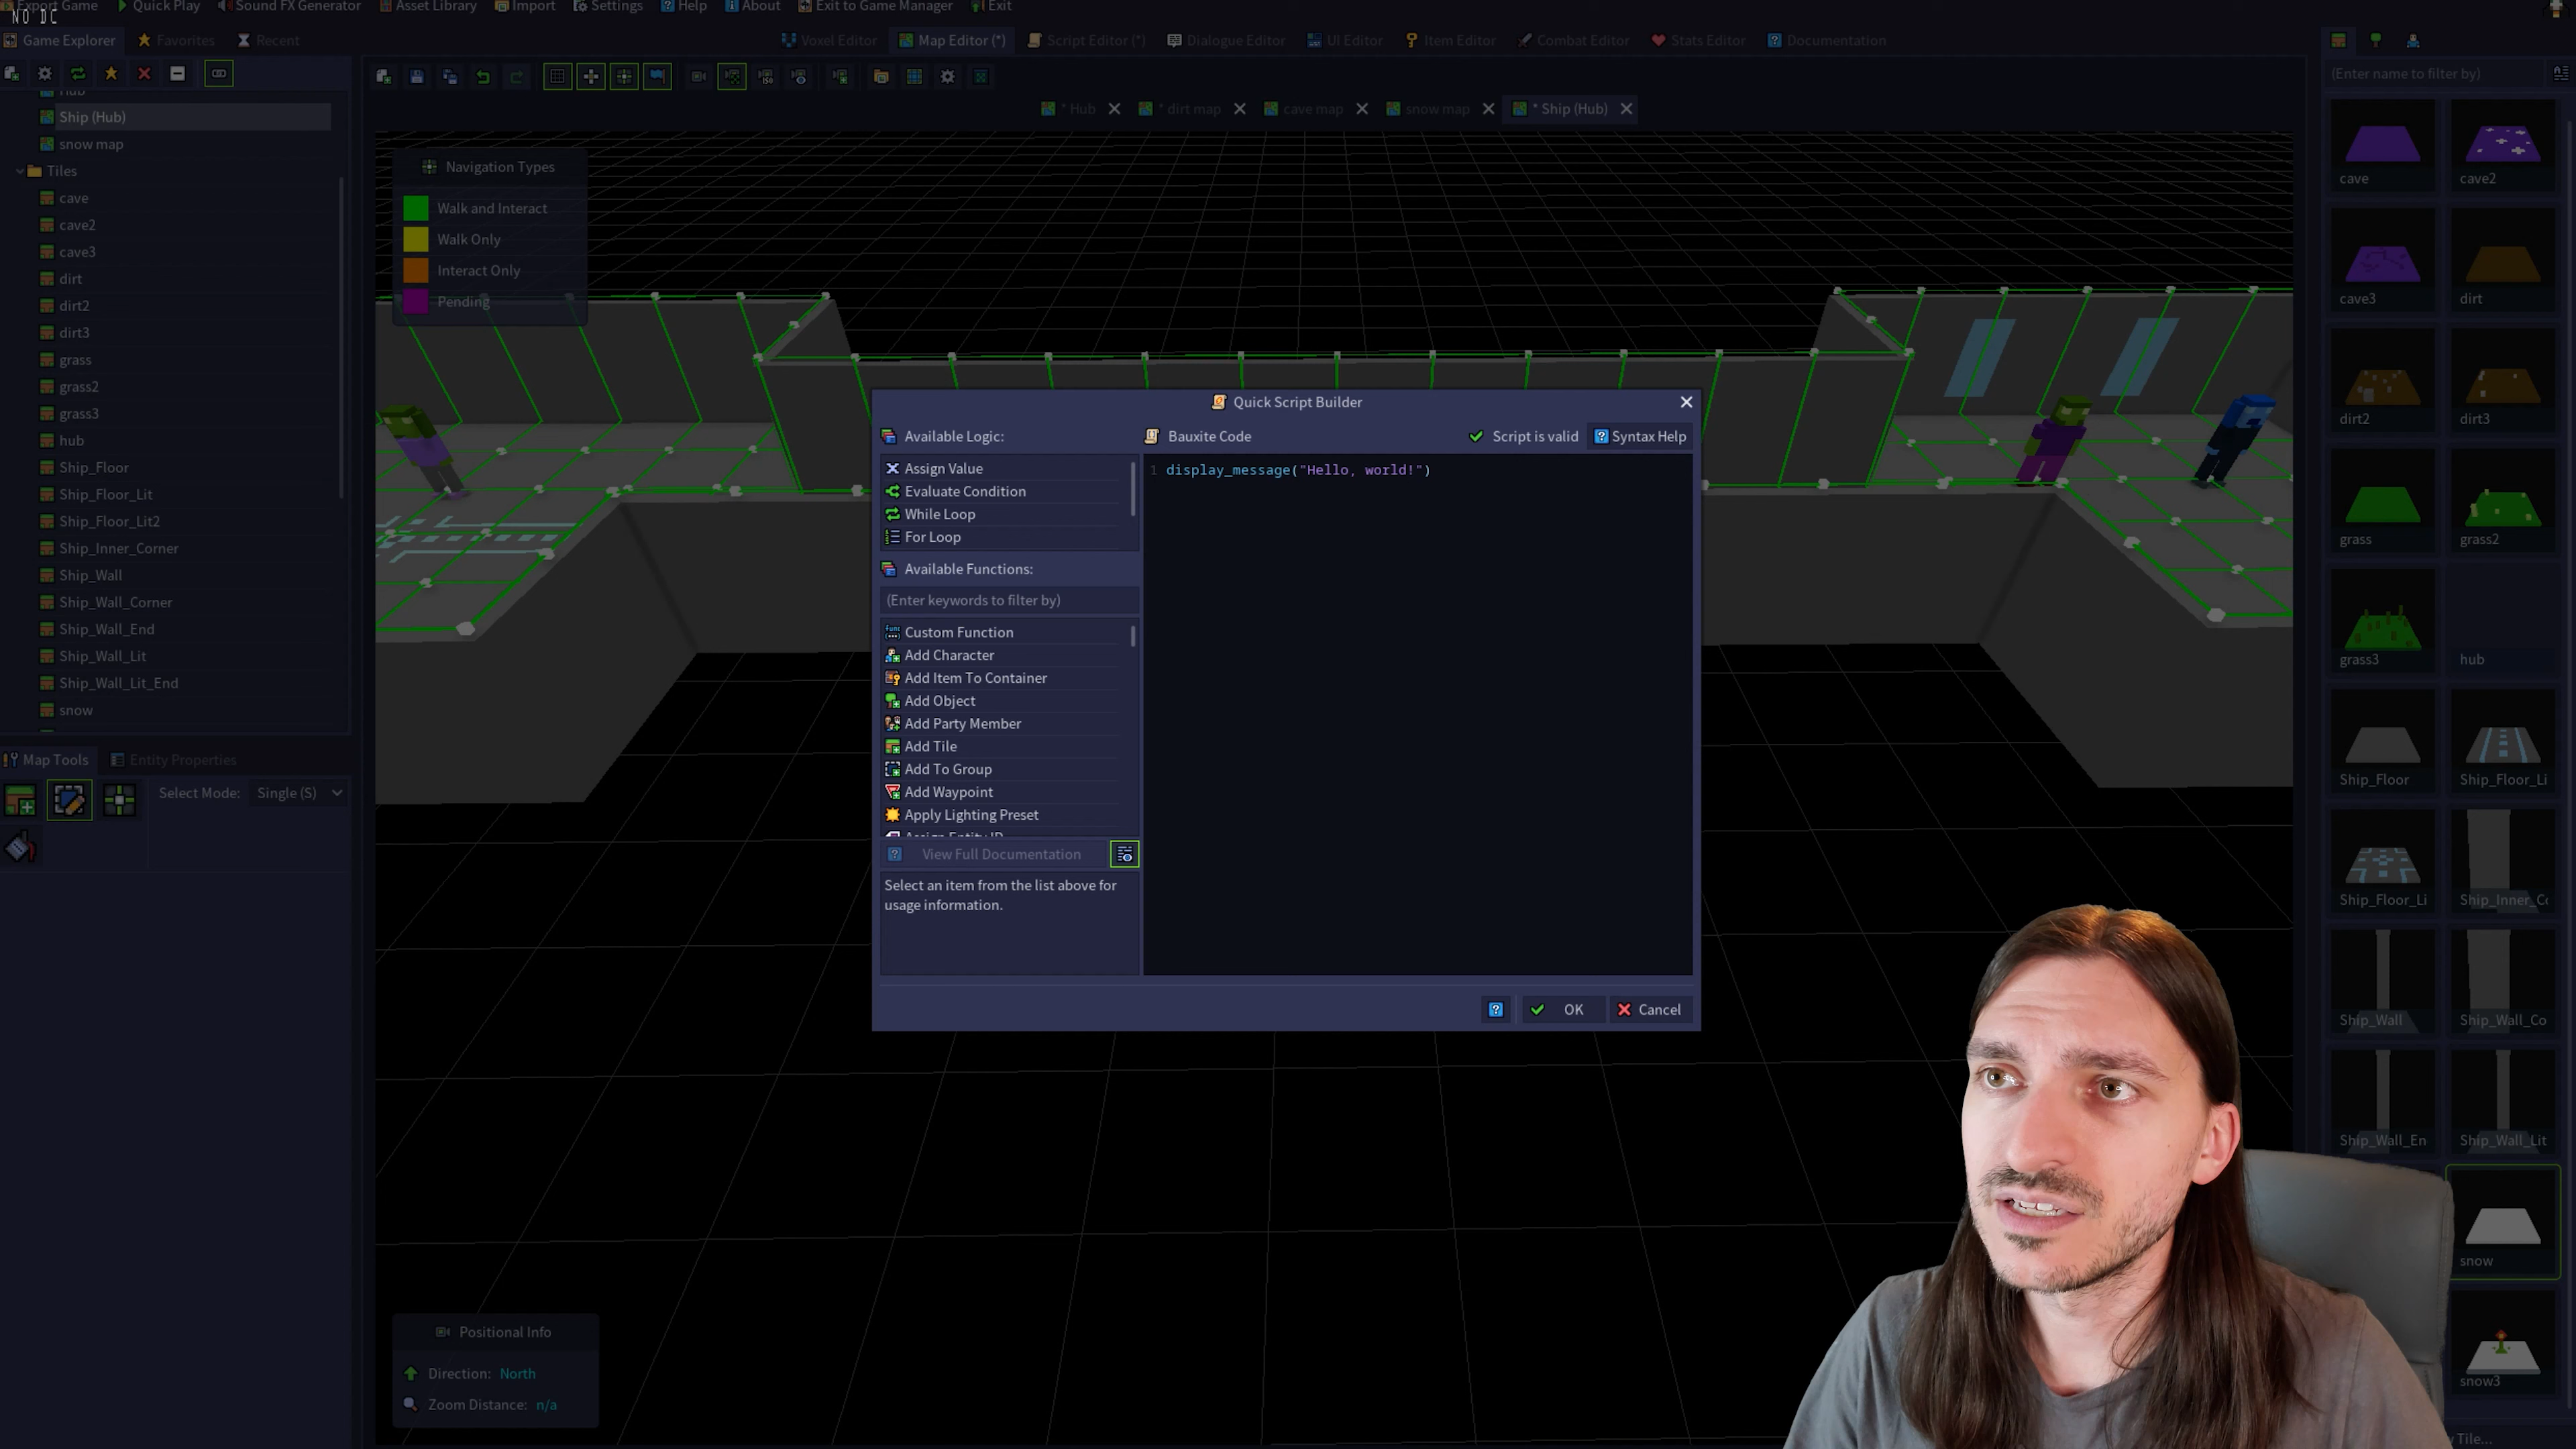 NO DC
Export Game
Quick Play
Sound FX Generator
Asset Library
Import
Settings
Help
About
Exit to Game Manager
Exit
Game Explorer
Favorites
Recent
Voxel Editor
Map Editor (*)
Script Editor (*)
Dialogue Editor
UI Editor
Item Editor
Combat Editor
Stats Editor
Documentation
* Hub
* dirt map
cave map
snow map
* Ship (Hub)
Hub
Ship (Hub)
snow map
Tiles
cave
cave2
cave3
dirt
dirt2
dirt3
grass
grass2
grass3
hub
Ship_Floor
Ship_Floor_Lit
Ship_Floor_Lit2
Ship_Inner_Corner
Ship_Wall
Ship_Wall_Corner
Ship_Wall_End
Ship_Wall_Lit
Ship_Wall_Lit_End
snow
Map Tools
Entity Properties
Select Mode:
Single (S)
Navigation Types
Walk and Interact
Walk Only
Interact Only
Pending
Quick Script Builder
Available Logic:
Bauxite Code
Script is valid
Syntax Help
Assign Value
Evaluate Condition
While Loop
For Loop
1 display_message("Hello, world!")
Available Functions:
(Enter keywords to filter by)
Custom Function
Add Character
Add Item To Container
Add Object
Add Party Member
Add Tile
Add To Group
Add Waypoint
Apply Lighting Preset
Assign Entity ID
View Full Documentation
Select an item from the list above for
usage information.
OK
Cancel
Positional Info
Direction: North
Zoom Distance: n/a
(Enter name to filter by)
cave
cave2
cave3
dirt
dirt2
dirt3
grass
grass2
grass3
hub
Ship_Floor
Ship_Floor_Li
Ship_Floor_Li
Ship_Inner_Co
Ship_Wall
Ship_Wall_Co
Ship_Wall_En
Ship_Wall_Lit
snow
snow3
Tile...